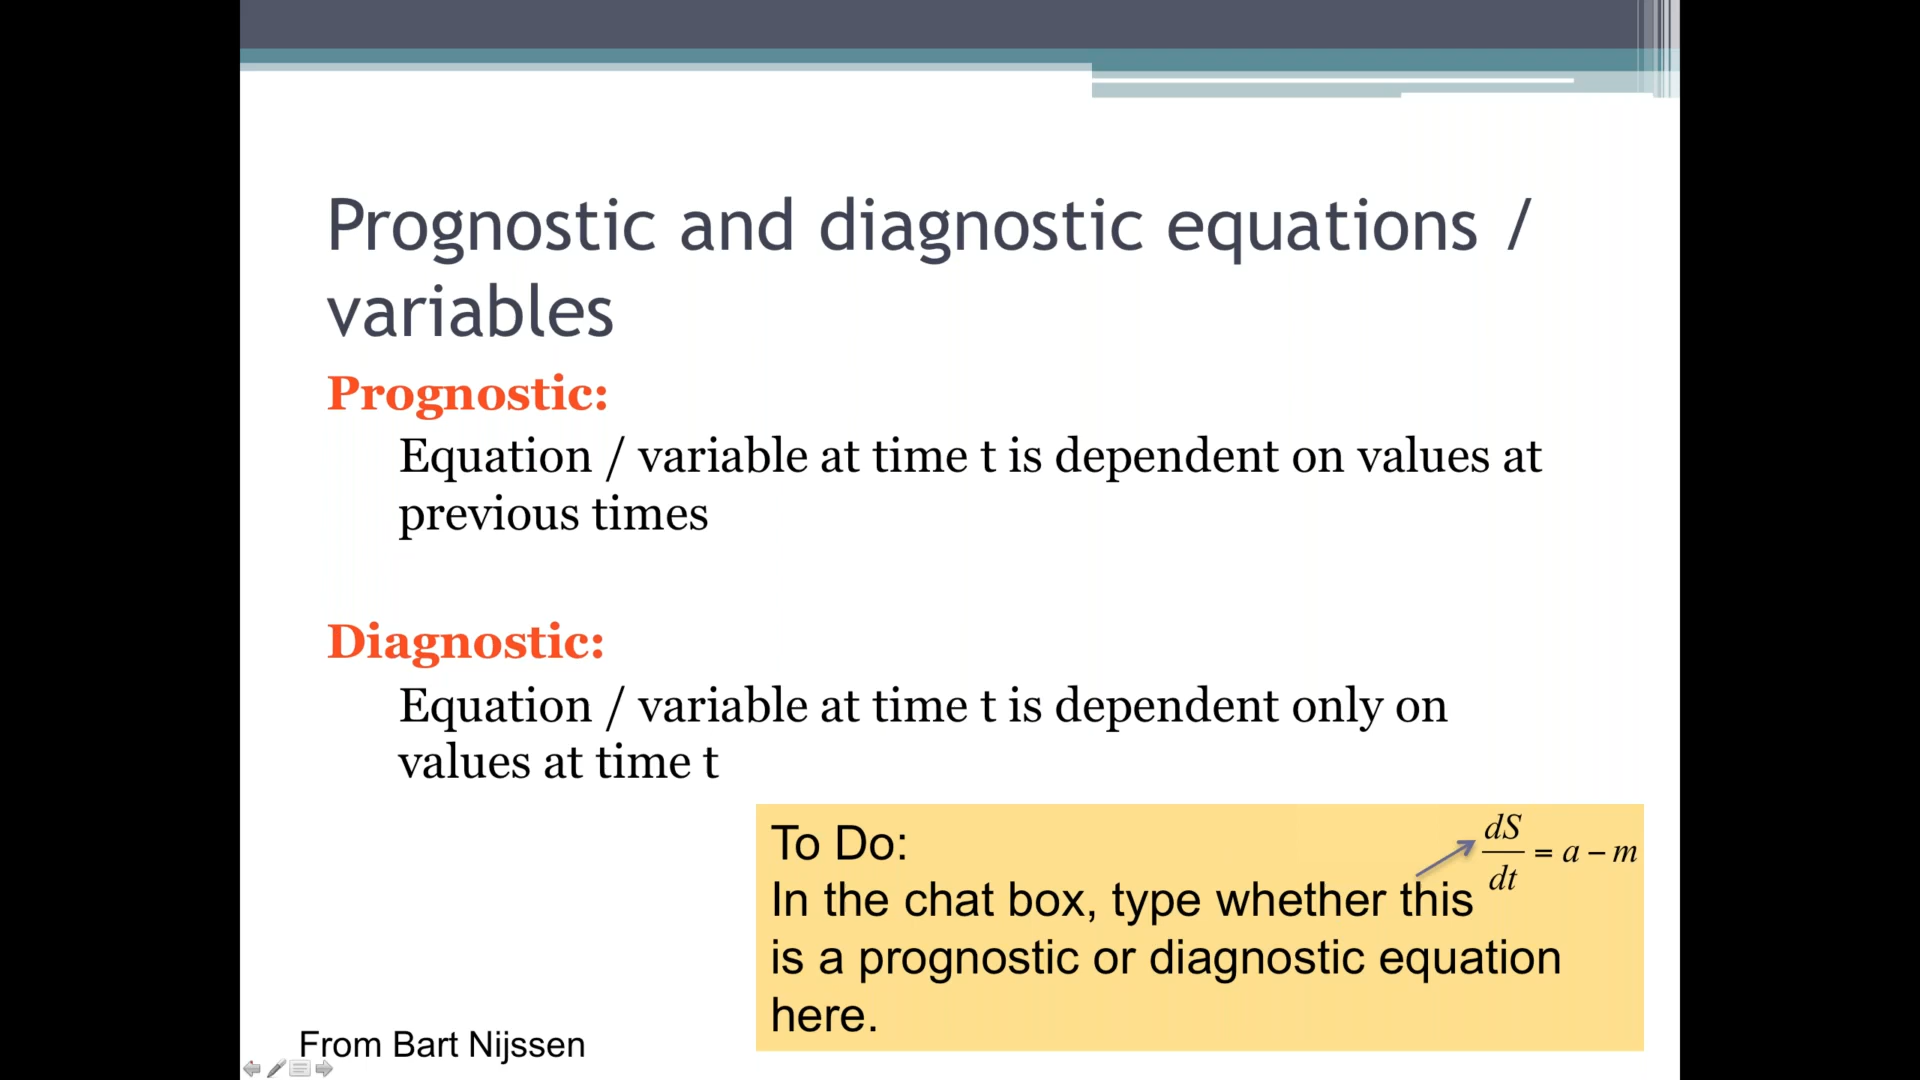 Prognostic and diagnostic equations /
variables
Prognostic:
Equation / variable at time t is dependent on values at
previous times
Diagnostic:
Equation / variable at time t is dependent only on
values at time t
To Do:
dS/dt = a – m
In the chat box, type whether this
is a prognostic or diagnostic equation
here.
From Bart Nijssen